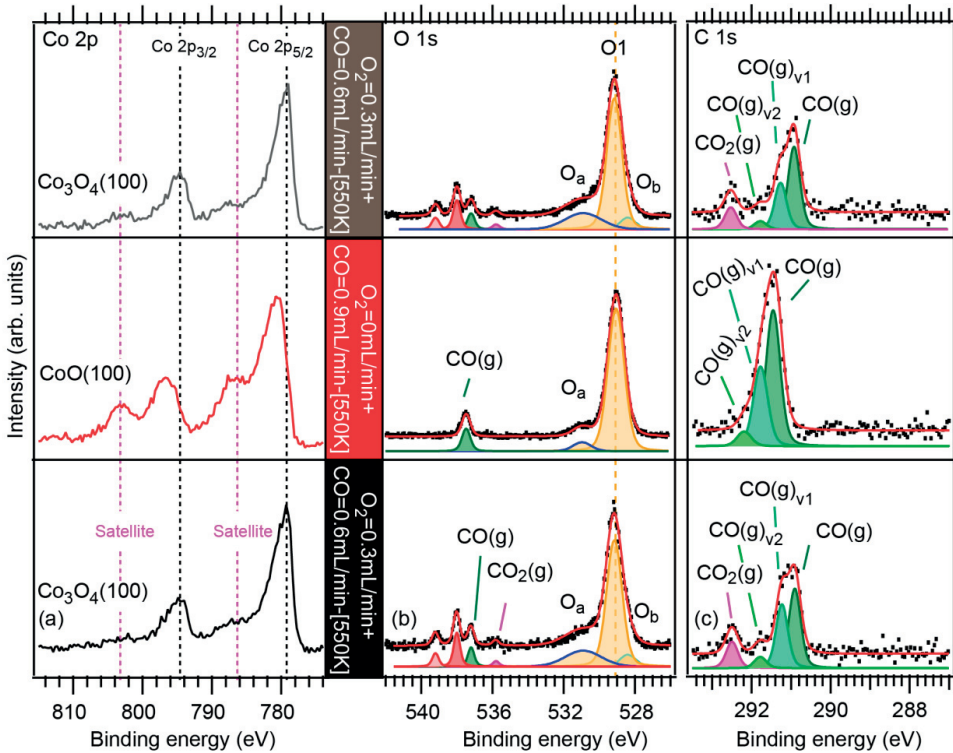 Co 2p
Co 2p3/2
Co 2p5/2
Co3O4(100)
CoO(100)
Satellite
Satellite
Co3O4(100)
(a)
810
800
790
780
Binding energy (eV)
Intensity (arb. units)
O2=0.3mL/min+
CO=0.6mL/min-[550K]
O2=0mL/min+
CO=0.9mL/min-[550K]
O2=0.3mL/min+
CO=0.6mL/min-[550K]
O 1s
O1
Oa
Ob
CO(g)
Oa
CO(g)
CO2(g)
Oa
Ob
(b)
540
536
532
528
Binding energy (eV)
C 1s
CO(g)v1
CO(g)v2
CO(g)
CO2(g)
CO(g)v1
CO(g)
CO(g)v2
CO(g)v1
CO(g)v2
CO(g)
CO2(g)
(c)
292
290
288
Binding energy (eV)